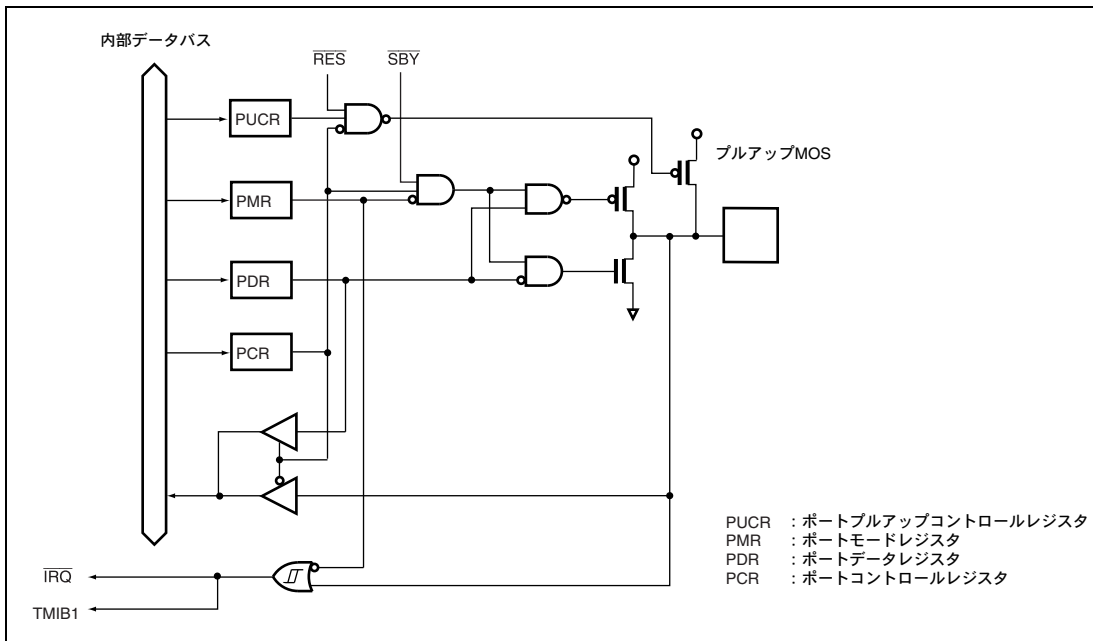 内部データバス
RES
SBY
PUCR
プルアップMOS
PMR
PDR
PCR
PUCR :ポートプルアップコントロールレジスタ
PMR :ポートモードレジスタ
PDR :ポートデータレジスタ
PCR :ポートコントロールレジスタ
IRQ
TMIB1